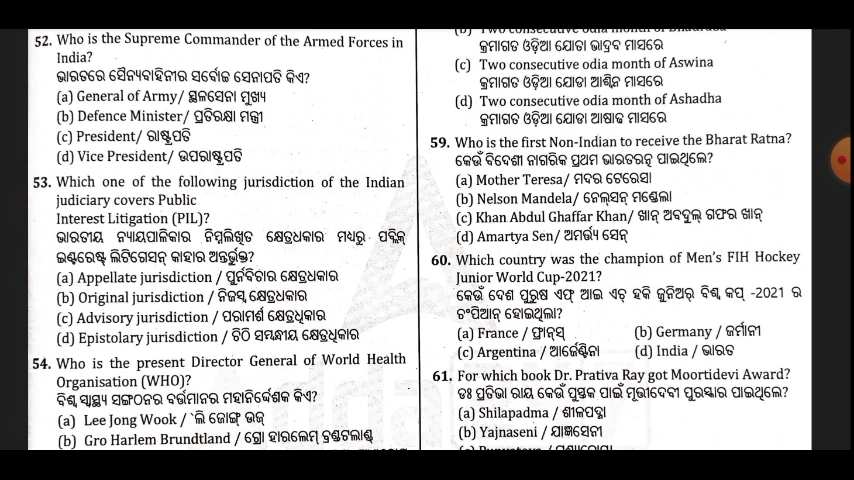 52. Who is the Supreme Commander of the Armed Forces in
India?
ଭାରତରେ ସୈନ୍ୟବାହିନୀର ସର୍ବୋଚ୍ଚ ସେନାପତି କିଏ?
(a) General of Army/ ସ୍ଥଳସେନା ମୁଖ୍ୟ
(b) Defence Minister/ ପ୍ରତିରକ୍ଷା ମନ୍ତ୍ରୀ
(c) President/ ରାଷ୍ଟ୍ରପତି
(d) Vice President/ ଉପରାଷ୍ଟ୍ରପତି
53. Which one of the following jurisdiction of the Indian
judiciary covers Public
Interest Litigation (PIL)?
ଭାରତୀୟ ନ୍ୟାୟପାଳିକାର ନିମ୍ନଲିଖିତ କ୍ଷେତ୍ରାଧିକାର ମଧ୍ୟରୁ ପବ୍ଲିକ୍
ଇଣ୍ଟରେଷ୍ଟ ଲିଟିଗେସନ୍ କାହାର ଅନ୍ତର୍ଭୁକ୍ତ?
(a) Appellate jurisdiction / ପୁର୍ନବିଚାର କ୍ଷେତ୍ରାଧିକାର
(b) Original jurisdiction / ନିଜସ୍ୱ କ୍ଷେତ୍ରାଧିକାର
(c) Advisory jurisdiction / ପରାମର୍ଶ କ୍ଷେତ୍ରାଧିକାର
(d) Epistolary jurisdiction / ଚିଠି ସମ୍ବନ୍ଧୀୟ କ୍ଷେତ୍ରାଧିକାର
54. Who is the present Director General of World Health
Organisation (WHO)?
ବିଶ୍ୱ ସ୍ୱାସ୍ଥ୍ୟ ସଙ୍ଗଠନର ବର୍ତ୍ତମାନର ମହାନିର୍ଦ୍ଦେଶକ କିଏ?
(a) Lee Jong Wook / ଲି ଜୋଙ୍ଗ୍ ଉକ୍
(b) Gro Harlem Brundtland / ଗ୍ରୋ ହାରଲେମ୍ ବ୍ରଣ୍ଡଟଲାଣ୍ଡ
(b) Two consecutive odia month of Bhadraba
କ୍ରମାଗତ ଓଡ଼ିଆ ଯୋଡା ଭାଦ୍ରବ ମାସରେ
(c) Two consecutive odia month of Aswina
କ୍ରମାଗତ ଓଡ଼ିଆ ଯୋଡା ଆଶ୍ୱିନ ମାସରେ
(d) Two consecutive odia month of Ashadha
କ୍ରମାଗତ ଓଡ଼ିଆ ଯୋଡା ଆଷାଢ ମାସରେ
59. Who is the first Non-Indian to receive the Bharat Ratna?
କେଉଁ ବିଦେଶୀ ନାଗରିକ ପ୍ରଥମ ଭାରତରତ୍ନ ପାଇଥିଲେ?
(a) Mother Teresa/ ମଦର ଟେରେସା
(b) Nelson Mandela/ ନେଲ୍‌ସନ୍ ମଣ୍ଡେଲା
(c) Khan Abdul Ghaffar Khan/ ଖାନ୍ ଅବଦୁଲ୍ ଗଫର ଖାନ୍
(d) Amartya Sen/ ଅମର୍ତ୍ତ୍ୟ ସେନ୍
60. Which country was the champion of Men's FIH Hockey
Junior World Cup-2021?
କେଉଁ ଦେଶ ପୁରୁଷ ଏଫ୍ ଆଇ ଏଚ୍ ହକି ଜୁନିଅର୍ ବିଶ୍ୱ କପ୍ -2021 ର
ଚଂପିଆନ୍ ହୋଇଥିଲା?
(a) France / ଫ୍ରାନ୍‌ସ୍ (b) Germany / ଜର୍ମାନୀ
(c) Argentina / ଆର୍ଜେଣ୍ଟିନା (d) India / ଭାରତ
61. For which book Dr. Prativa Ray got Moortidevi Award?
ଡଃ ପ୍ରତିଭା ରାୟ କେଉଁ ପୁସ୍ତକ ପାଇଁ ମୂର୍ତ୍ତୀଦେବୀ ପୁରସ୍କାର ପାଇଥିଲେ?
(a) Shilapadma / ଶୀଳପଦ୍ମା
(b) Yajnaseni / ଯାଜ୍ଞସେନୀ